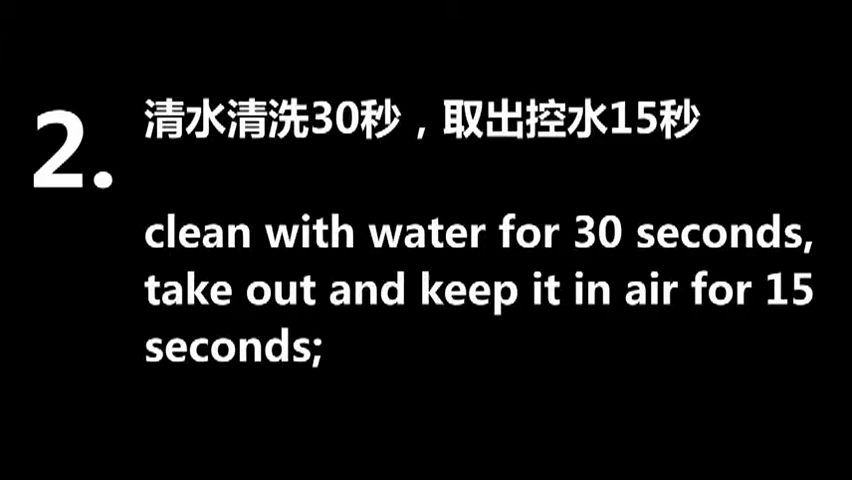 2.
清水清洗30秒，取出控水15秒
clean with water for 30 seconds,
take out and keep it in air for 15
seconds;